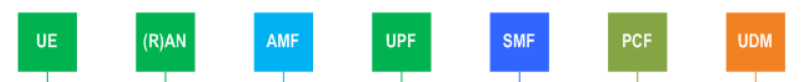 UE (R)AN AMF UPF SMF PCF UDM